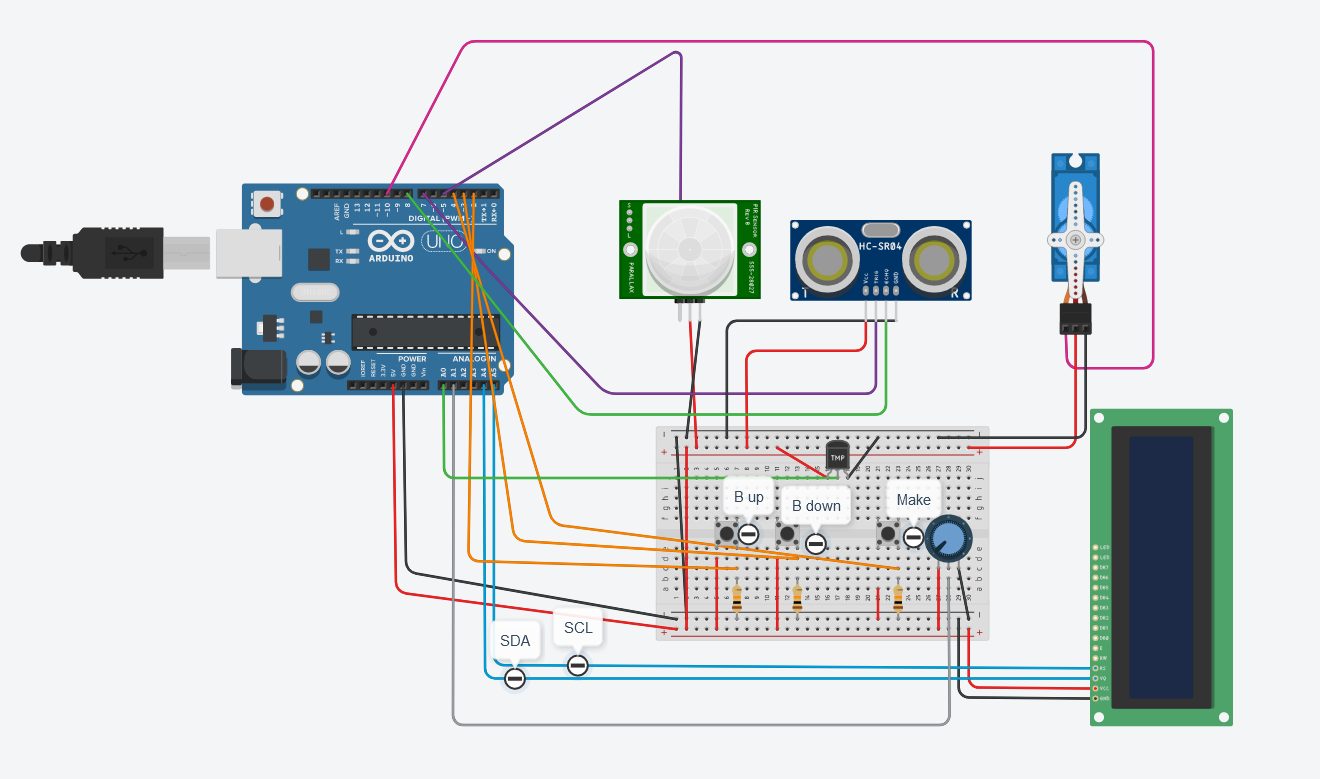 AREF
GND
13
12
~11
~10
~9
8
7
~6
~5
4
~3
2
TX→1
RX←0
DIGITAL (PWM~)
L
TX
RX
ARDUINO
UNO
ON
POWER
ANALOG IN
IOREF
RESET
3.3V
5V
GND
GND
Vin
A0
A1
A2
A3
A4
A5
PIR Sensor
Rev B
PARALLAX
555-28027
HC-SR04
Vcc
TRIG
ECHO
GND
T
R
TMP
B up
B down
Make
SDA
SCL
LED
LED
DB7
DB6
DB5
DB4
DB3
DB2
DB1
DB0
E
RW
RS
VO
VCC
GND